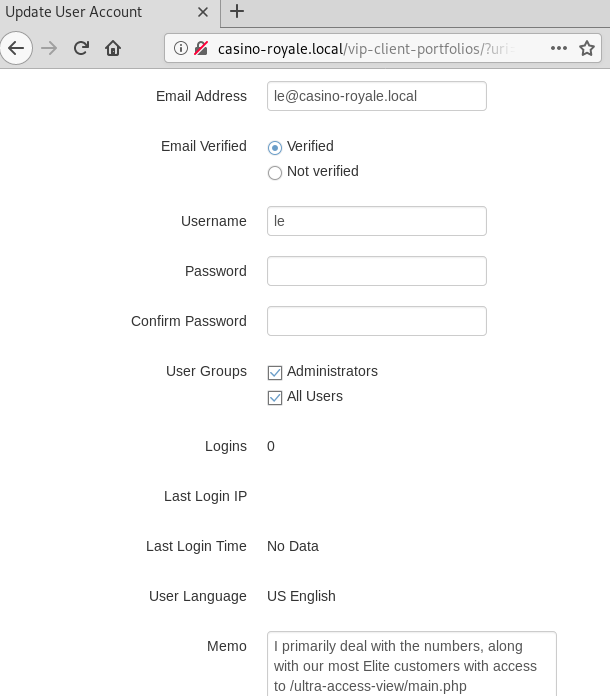 Update User Account
casino-royale.local/vip-client-portfolios/?uri
Email Address le@casino-royale.local
Email Verified Verified
Not verified
Username le
Password
Confirm Password
User Groups Administrators
All Users
Logins 0
Last Login IP
Last Login Time No Data
User Language US English
Memo I primarily deal with the numbers, along
with our most Elite customers with access
to /ultra-access-view/main.php